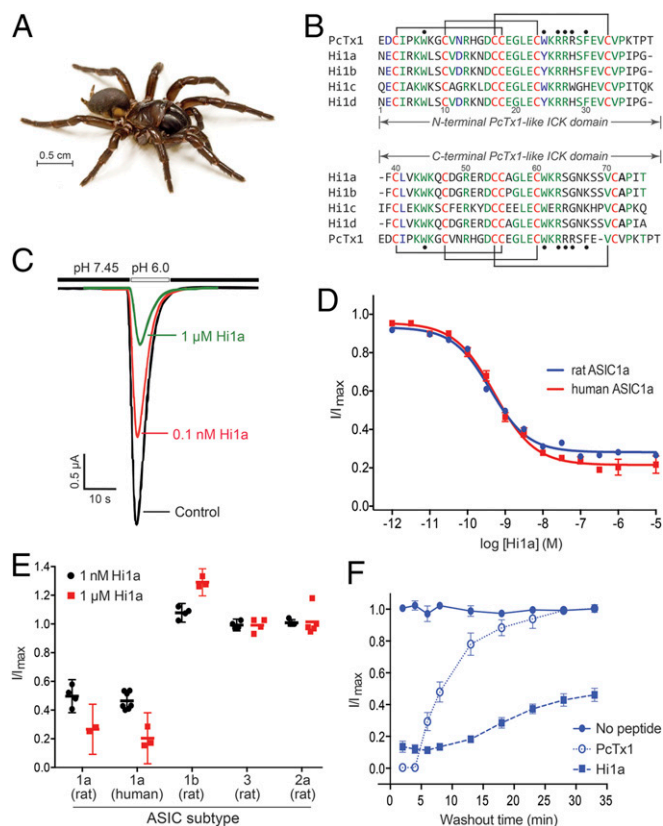 A
0.5 cm
B
PcTx1 EDCIPKWKGCVNRHGDCCEGLECWKRRRSFEVCVPKTPT
Hi1a NECIRKWLSCVDRKNDCCEGLECYKRRHSFEVCVPIPG-
Hi1b NECIRKWLSCVDRKNDCCEGLECYKRRHSFEVCVPIPG-
Hi1c NECIAKWKSCAGRKLDCCEGLECWKRRWGHEVCVPITQK
Hi1d NECIRKWLSCVDRKNDCCEGLECYKRRHSFEVCVPIPG-
1 10 20 30
N-terminal PcTx1-like ICK domain
C-terminal PcTx1-like ICK domain
40 50 60 70
Hi1a -FCLVKWKQCDGRERDCCAGLECWKRSGNKSSVCAPIT
Hi1b -FCLVKWKQCDGRERDCCPGLECWKRSGNKSSVCAPIT
Hi1c IFCLEKWKSCFERKYDCCEELECWERRGNKHPVCAPKQ
Hi1d -FCLVKWKQCDGRERDCCAGLECWKRSGNKSSVCAPIA
PcTx1 EDCIPKWKGCVNRHGDCCEGLECWKRRRSFE-VCVPKTPT
C
pH 7.45 pH 6.0
1 μM Hi1a
0.1 nM Hi1a
0.5 μA
10 s
Control
D
I/Imax
1.0
0.8
0.6
0.4
0.2
0.0
rat ASIC1a
human ASIC1a
-12 -11 -10 -9 -8 -7 -6 -5
log [Hi1a] (M)
E
I/Imax
1.4
1.2
1.0
0.8
0.6
0.4
0.2
0.0
1 nM Hi1a
1 μM Hi1a
1a 1a 1b 3 2a
(rat) (human) (rat) (rat) (rat)
ASIC subtype
F
I/Imax
1.0
0.8
0.6
0.4
0.2
0.0
No peptide
PcTx1
Hi1a
0 5 10 15 20 25 30 35
Washout time (min)